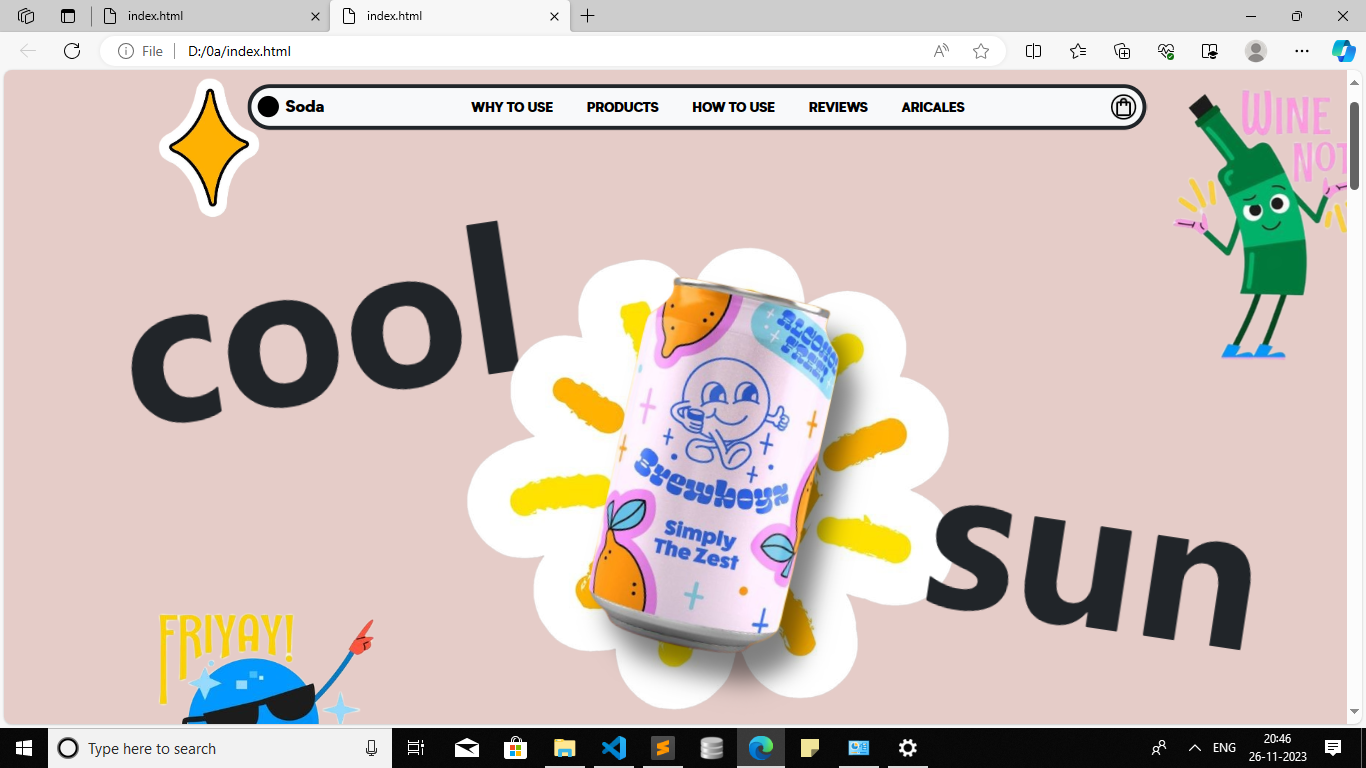 index.html
index.html
File
D:/0a/index.html
Soda
WHY TO USE
PRODUCTS
HOW TO USE
REVIEWS
ARICALES
WINE
NOT
cool
ALCOHOL
FREE!
Brewboyz
Simply
The Zest
sun
FRIYAY!
Type here to search
ENG
20:46
26-11-2023